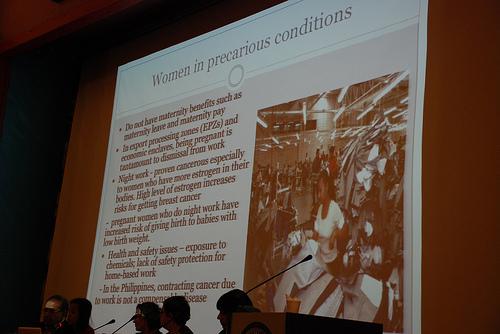 Women in precarious conditions
• Do not have maternity benefits such as
maternity leave and maternity pay
• In export processing zones (EPZs) and
economic enclaves, being pregnant is
tantamount to dismissal from work
• Night work - proven cancerous especially
to women who have more estrogen in their
bodies. High level of estrogen increases
risks for getting breast cancer
- pregnant women who do night work have
increased risk of giving birth to babies with
low birth weight.
• Health and safety issues – exposure to
chemicals; lack of safety protection for
home-based work
- In the Philippines, contracting cancer due
to work is not a compensable disease